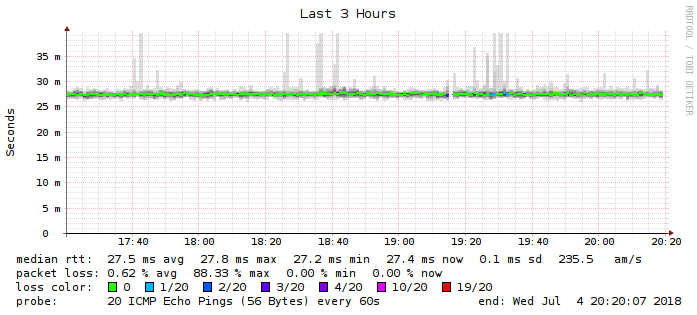 Last 3 Hours
RRDTOOL / TOBI OETIKER
Seconds
35 m
30 m
25 m
20 m
15 m
10 m
5 m
0
17:40 18:00 18:20 18:40 19:00 19:20 19:40 20:00 20:20
median rtt: 27.5 ms avg 27.8 ms max 27.2 ms min 27.4 ms now 0.1 ms sd 235.5 am/s
packet loss: 0.62 % avg 88.33 % max 0.00 % min 0.00 % now
loss color: 0 1/20 2/20 3/20 4/20 10/20 19/20
probe: 20 ICMP Echo Pings (56 Bytes) every 60s end: Wed Jul 4 20:20:07 2018